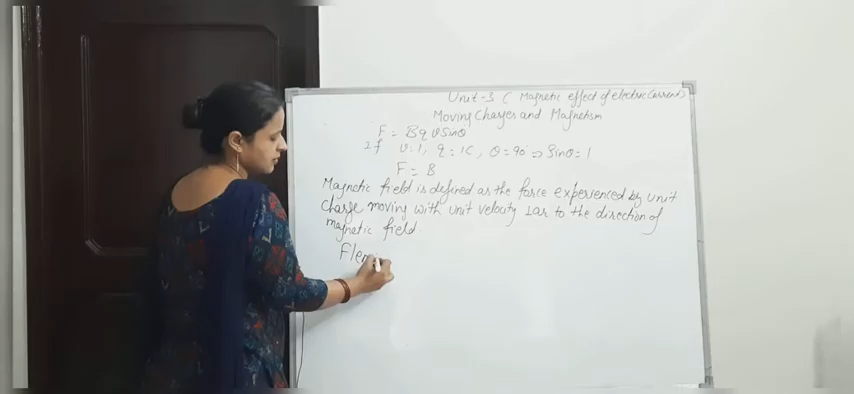 Unit-3 ( Magnetic effect of electric Current)
Moving Charges and Magnetism
F = Bq v Sinθ
If v=1, q=1C, θ=90° ⇒ Sinθ=1
F = B
Magnetic field is defined as the force experienced by unit
charge moving with unit velocity ⊥ar to the direction of
magnetic field.
Flem